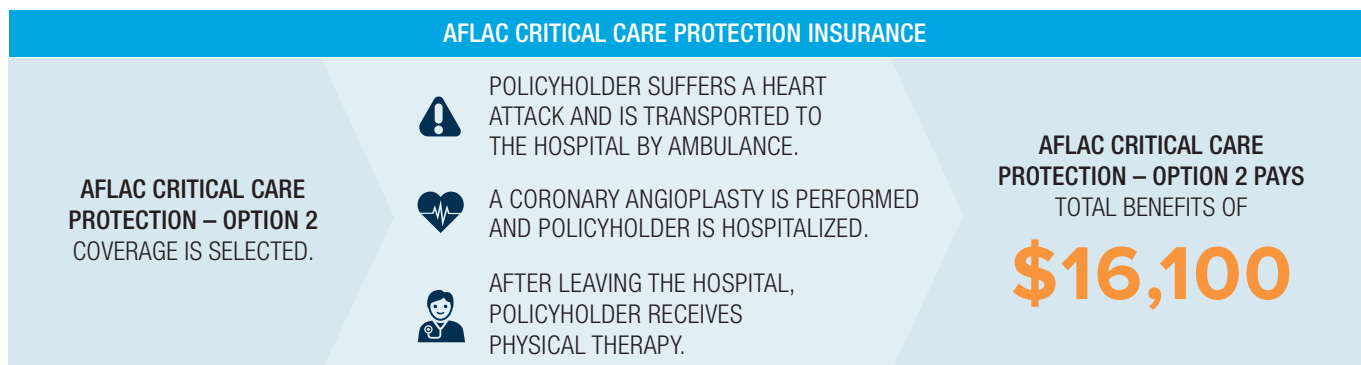 AFLAC CRITICAL CARE PROTECTION INSURANCE
AFLAC CRITICAL CARE
PROTECTION – OPTION 2
COVERAGE IS SELECTED.
POLICYHOLDER SUFFERS A HEART
ATTACK AND IS TRANSPORTED TO
THE HOSPITAL BY AMBULANCE.
A CORONARY ANGIOPLASTY IS PERFORMED
AND POLICYHOLDER IS HOSPITALIZED.
AFTER LEAVING THE HOSPITAL,
POLICYHOLDER RECEIVES
PHYSICAL THERAPY.
AFLAC CRITICAL CARE
PROTECTION – OPTION 2 PAYS
TOTAL BENEFITS OF
$16,100